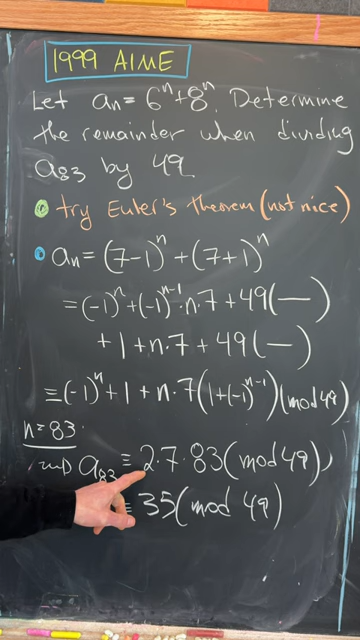 1999 AIME
Let aₙ = 6ⁿ + 8ⁿ. Determine
the remainder when dividing
a₈₃ by 49.
try Euler's theorem (not nice)
aₙ = (7-1)ⁿ + (7+1)ⁿ
= (-1)ⁿ + (-1)ⁿ⁻¹·n·7 + 49(—)
+ 1 + n·7 + 49(—)
≡ (-1)ⁿ + 1 + n·7(1+(-1)ⁿ⁻¹)(mod 49)
n = 83
a₈₃ ≡ 2·7·83 (mod 49)
≡ 35 (mod 49)